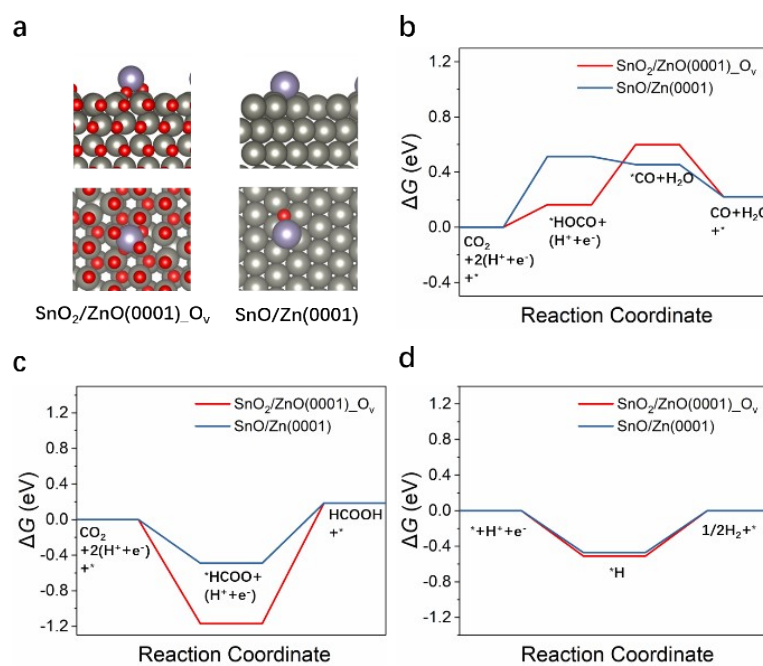 a
SnO₂/ZnO(0001)_Oᵥ
SnO/Zn(0001)
b
1.2
0.8
0.4
0.0
-0.4
ΔG (eV)
SnO₂/ZnO(0001)_Oᵥ
SnO/Zn(0001)
CO₂
+2(H⁺+e⁻)
+*
*HOCO+
(H⁺+e⁻)
*CO+H₂O
CO+H₂O
+*
Reaction Coordinate
c
1.2
0.8
0.4
0.0
-0.4
-0.8
-1.2
ΔG (eV)
SnO₂/ZnO(0001)_Oᵥ
SnO/Zn(0001)
CO₂
+2(H⁺+e⁻)
+*
*HCOO+
(H⁺+e⁻)
HCOOH
+*
Reaction Coordinate
d
1.2
0.8
0.4
0.0
-0.4
-0.8
-1.2
ΔG (eV)
SnO₂/ZnO(0001)_Oᵥ
SnO/Zn(0001)
*+H⁺+e⁻
*H
1/2H₂+*
Reaction Coordinate